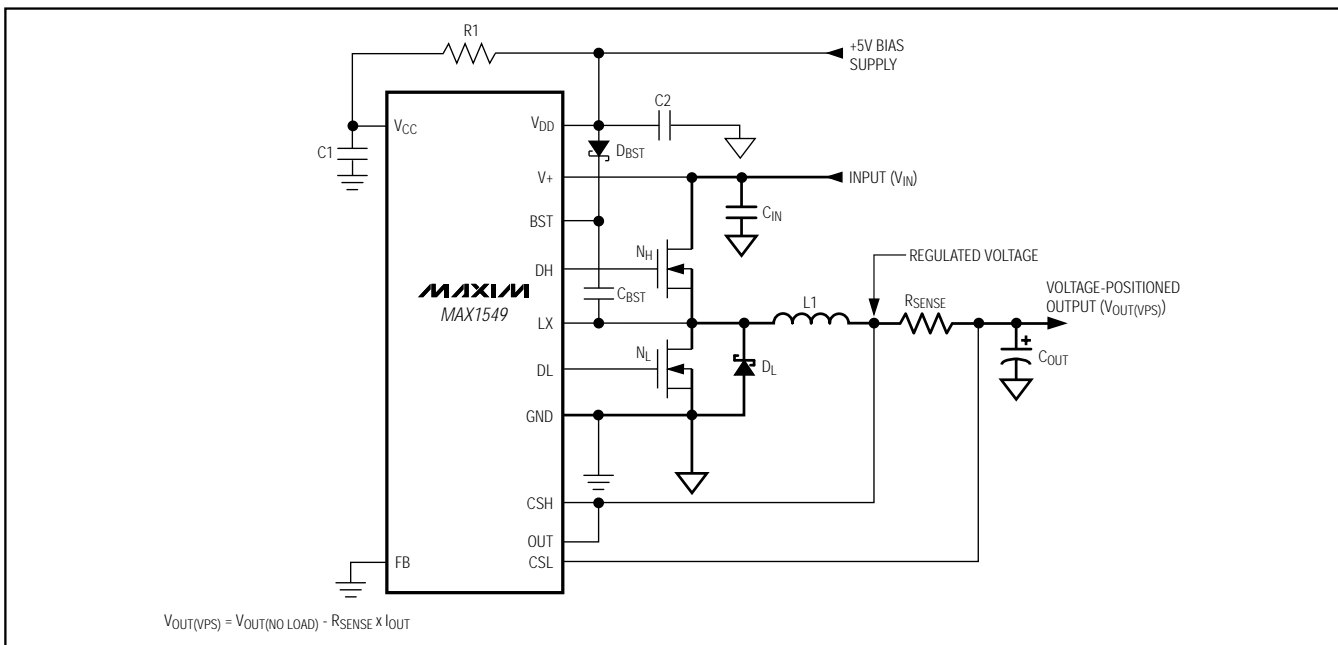 R1
+5V BIAS
SUPPLY
C2
VCC
VDD
C1
DBST
V+
INPUT (VIN)
CIN
BST
NH
REGULATED VOLTAGE
DH
MAXIM
MAX1549
CBST
L1
RSENSE
VOLTAGE-POSITIONED
OUTPUT (VOUT(VPS))
LX
NL
+
COUT
DL
DL
GND
CSH
OUT
CSL
FB
VOUT(VPS) = VOUT(NO LOAD) - RSENSE x IOUT